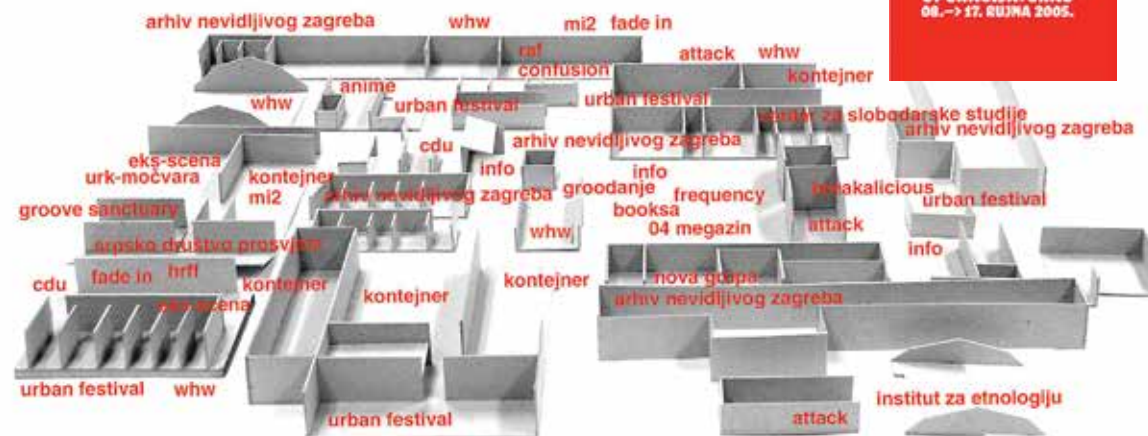 08.–>17. RUJNA 2005.
arhiv nevidljivog zagreba
whw
mi2
fade in
raf
confusion
attack
whw
kontejner
anime
whw
urban festival
urban festival
centar za slobodarske studije
arhiv nevidljivog zagreba
arhiv nevidljivog zagreba
cdu
eks-scena
urk-močvara
kontejner
mi2
info
info
arhiv nevidljivog zagreba
groodanje
frequency
breakalicious
urban festival
booksa
groove sanctuary
04 megazin
attack
whw
srpsko društvo prosvjeta
info
fade in
hrff
cdu
kontejner
kontejner
kontejner
nova grupa
arhiv nevidljivog zagreba
eks-scena
urban festival
whw
institut za etnologiju
urban festival
attack